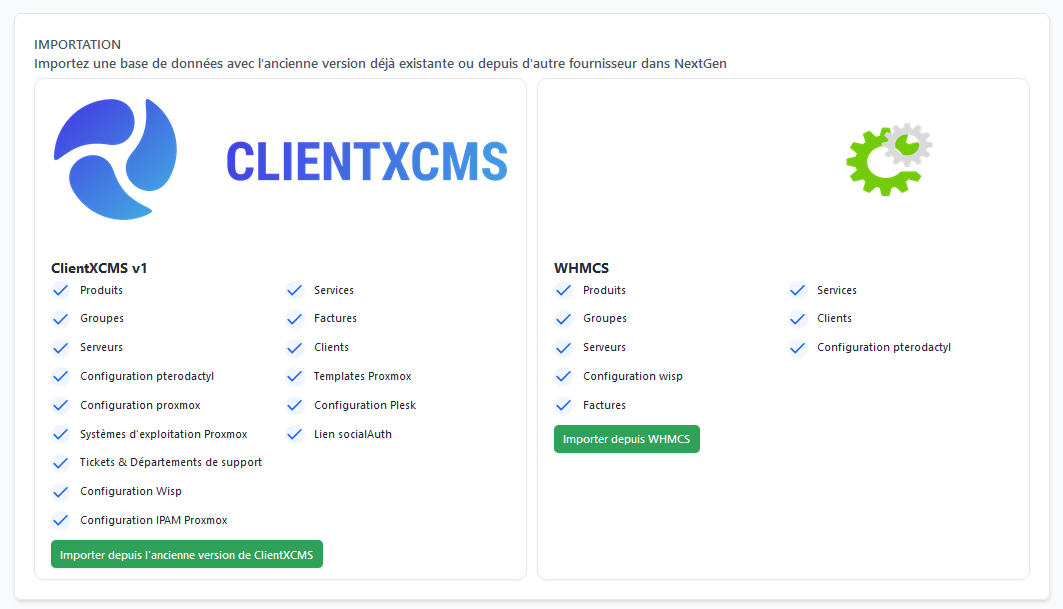 IMPORTATION
Importez une base de données avec l'ancienne version déjà existante ou depuis d'autre fournisseur dans NextGen
CLIENTXCMS
ClientXCMS v1
Produits
Services
Groupes
Factures
Serveurs
Clients
Configuration pterodactyl
Templates Proxmox
Configuration proxmox
Configuration Plesk
Systèmes d'exploitation Proxmox
Lien socialAuth
Tickets & Départements de support
Configuration Wisp
Configuration IPAM Proxmox
Importer depuis l'ancienne version de ClientXCMS
WHMCS
Produits
Services
Groupes
Clients
Serveurs
Configuration pterodactyl
Configuration wisp
Factures
Importer depuis WHMCS